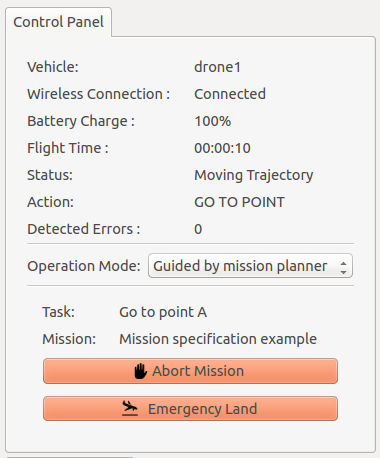 Control Panel
Vehicle: drone1
Wireless Connection : Connected
Battery Charge : 100%
Flight Time : 00:00:10
Status: Moving Trajectory
Action: GO TO POINT
Detected Errors : 0
Operation Mode: Guided by mission planner
Task: Go to point A
Mission: Mission specification example
Abort Mission
Emergency Land